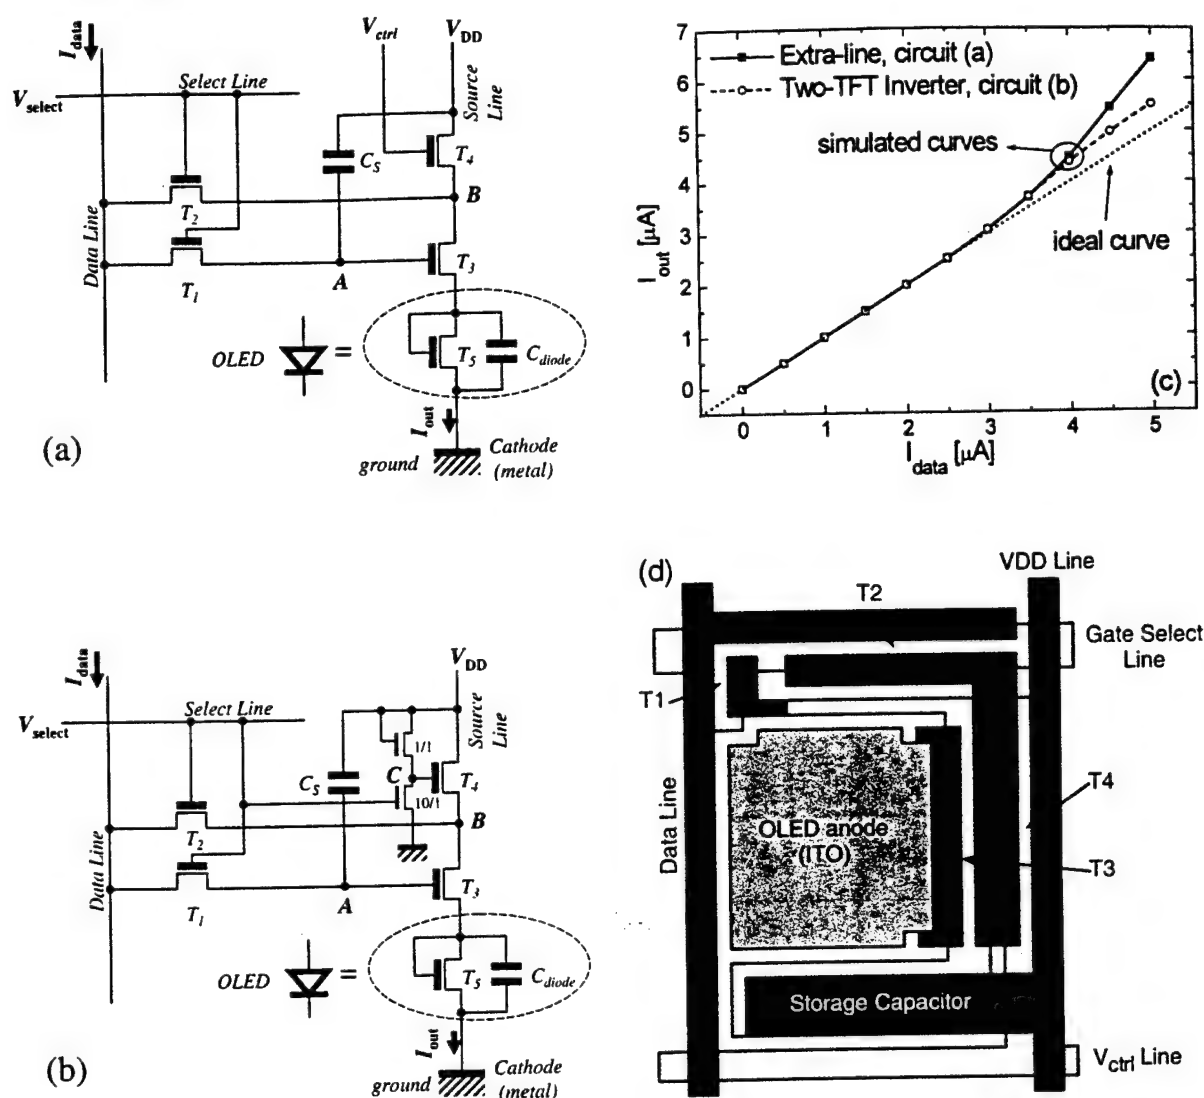 I_data
V_ctrl
V_DD
Select Line
V_select
Source Line
C_S
T_4
B
T_2
Data Line
T_1
A
T_3
OLED
=
T_5
C_diode
I_out
ground
Cathode
(metal)
(a)
7
6
5
4
3
2
1
0
I_out [µA]
Extra-line, circuit (a)
Two-TFT Inverter, circuit (b)
simulated curves
ideal curve
(c)
0 1 2 3 4 5
I_data [µA]
I_data
V_DD
Select Line
V_select
Source Line
1/1
C_S
C
T_4
10/1
B
T_2
Data Line
T_1
A
T_3
OLED
=
T_5
C_diode
I_out
ground
Cathode
(metal)
(b)
(d)
VDD Line
T2
Gate Select
Line
T1
Data Line
T4
OLED anode
(ITO)
T3
Storage Capacitor
V_ctrl Line